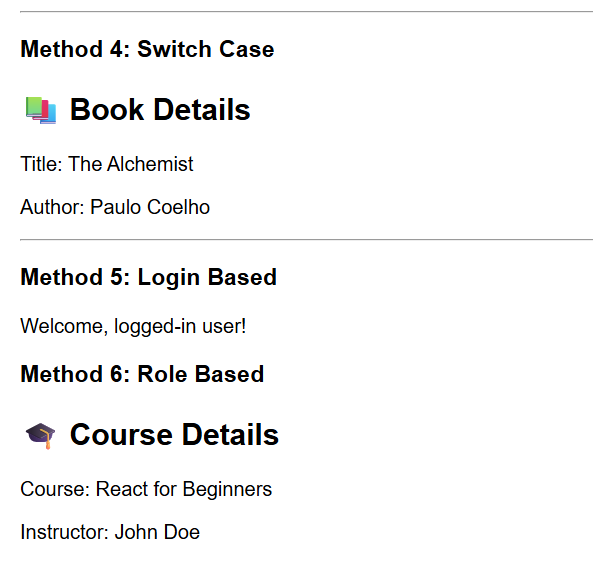 Method 4: Switch Case
📚 Book Details
Title: The Alchemist
Author: Paulo Coelho
Method 5: Login Based
Welcome, logged-in user!
Method 6: Role Based
🎓 Course Details
Course: React for Beginners
Instructor: John Doe